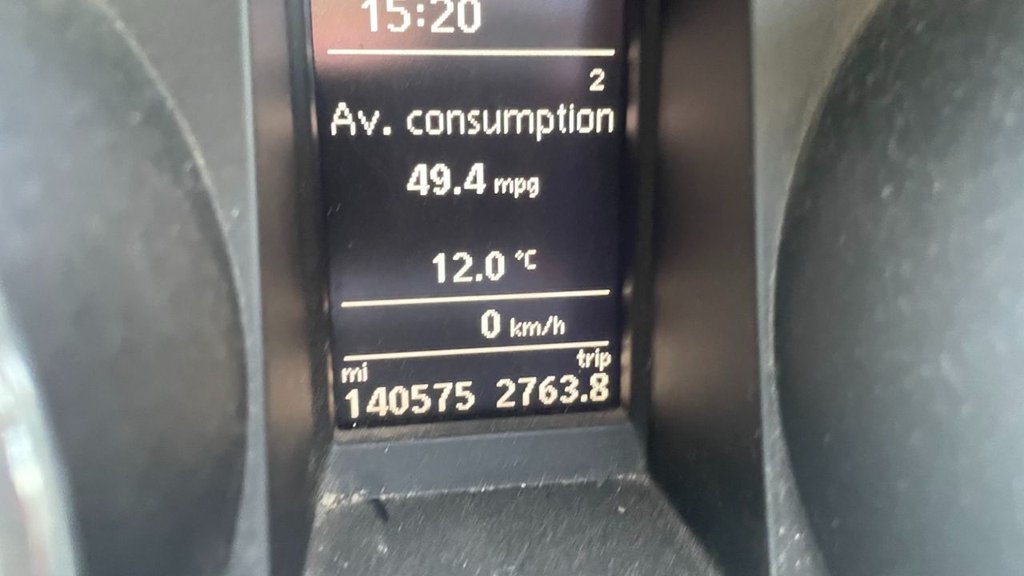 15:20
2
Av. consumption
49.4 mpg
12.0 °C
0 km/h
mi trip
140575 2763.8